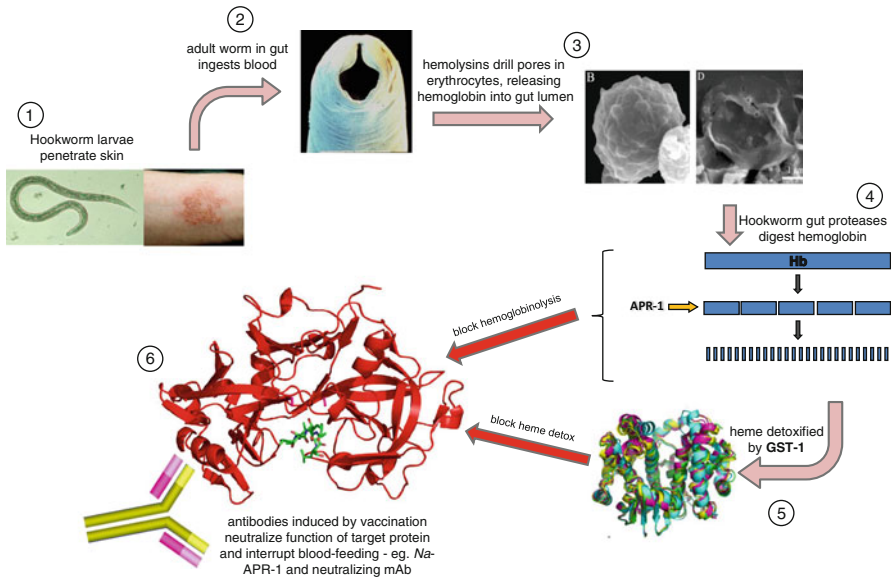 1
Hookworm larvae
penetrate skin
2
adult worm in gut
ingests blood
hemolysins drill pores in
erythrocytes, releasing
hemoglobin into gut lumen
3
B
D
4
Hookworm gut proteases
digest hemoglobin
Hb
APR-1
block hemoglobinolysis
6
block heme detox
heme detoxified
by GST-1
5
antibodies induced by vaccination
neutralize function of target protein
and interrupt blood-feeding - eg. Na-
APR-1 and neutralizing mAb